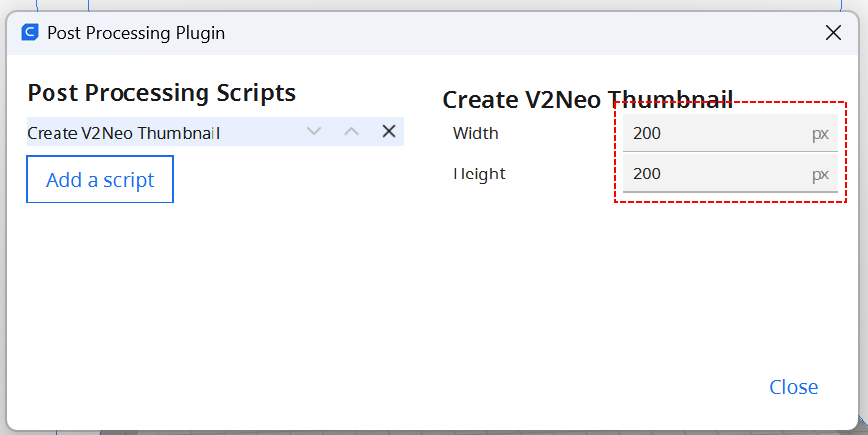 Post Processing Plugin
Post Processing Scripts
Create V2Neo Thumbnail
Add a script
Create V2Neo Thumbnail
Width 200 px
Height 200 px
Close